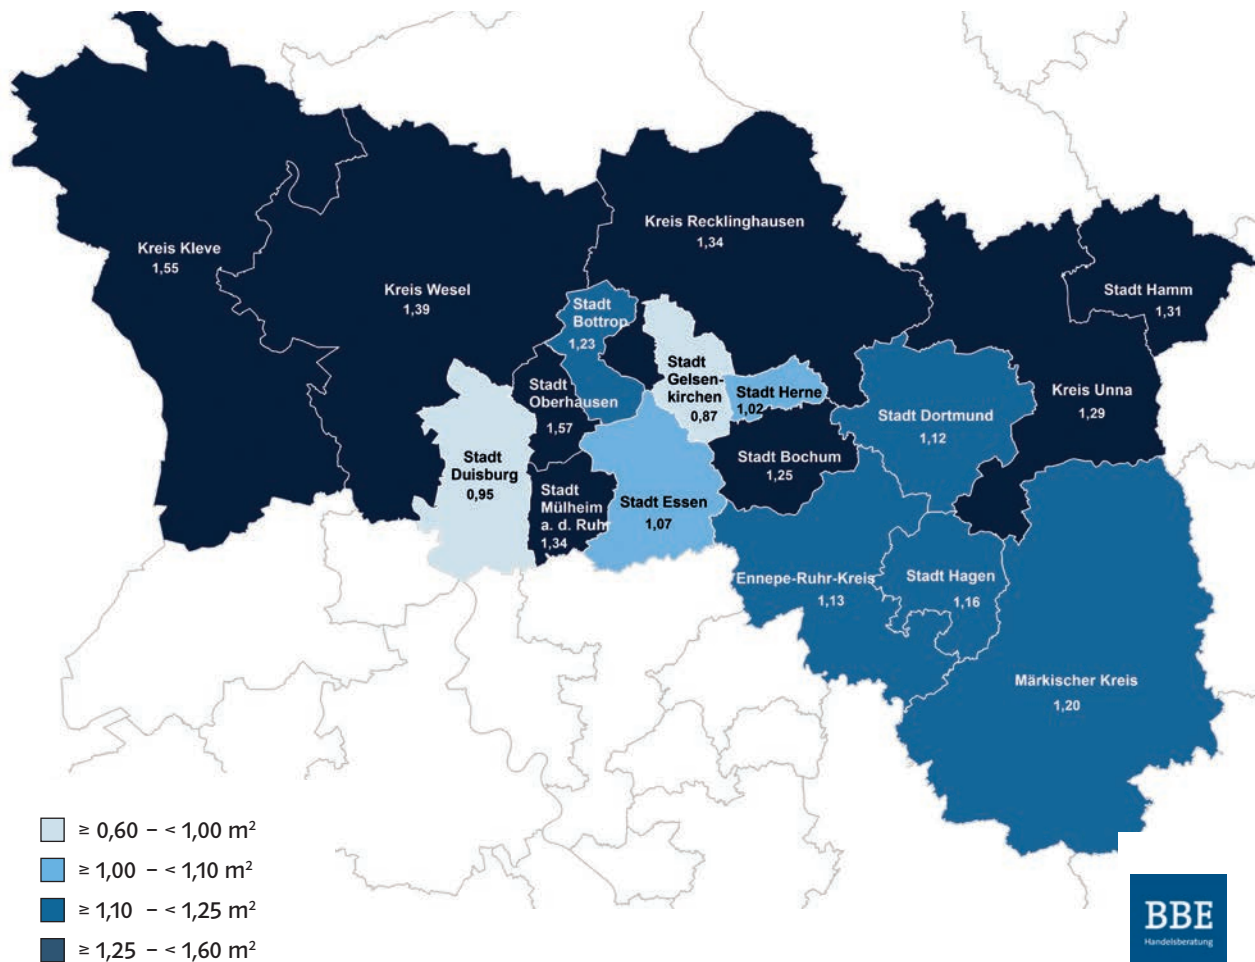 Kreis Kleve
1,55
Kreis Wesel
1,39
Kreis Recklinghausen
1,34
Stadt Hamm
1,31
Stadt
Bottrop
1,23
Stadt
Oberhausen
1,57
Stadt
Gelsen-
kirchen
0,87
Stadt Herne
1,02
Stadt Dortmund
1,12
Kreis Unna
1,29
Stadt
Duisburg
0,95
Stadt
Mülheim
a. d. Ruhr
1,34
Stadt Essen
1,07
Stadt Bochum
1,25
Ennepe-Ruhr-Kreis
1,13
Stadt Hagen
1,16
Märkischer Kreis
1,20
≥ 0,60 – < 1,00 m²
≥ 1,00 – < 1,10 m²
≥ 1,10 – < 1,25 m²
≥ 1,25 – < 1,60 m²
BBE
Handelsberatung